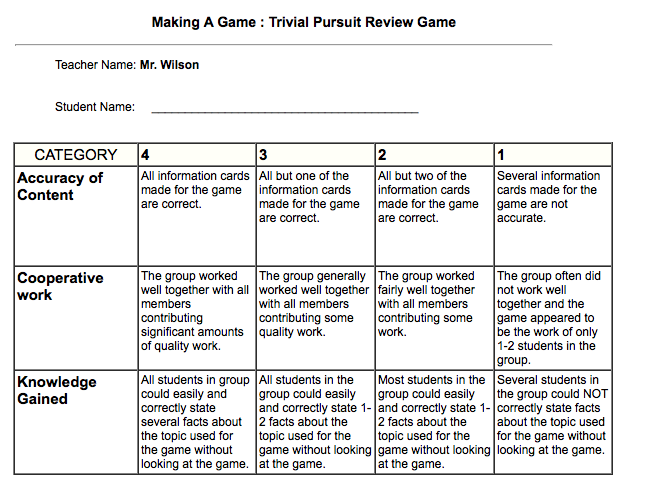 Making A Game : Trivial Pursuit Review Game
Teacher Name: Mr. Wilson
Student Name: ________________________________________
CATEGORY 4 3 2 1
Accuracy of
Content
All information cards
made for the game
are correct.
All but one of the
information cards
made for the game
are correct.
All but two of the
information cards
made for the game
are correct.
Several information
cards made for the
game are not
accurate.
Cooperative
work
The group worked
well together with all
members
contributing
significant amounts
of quality work.
The group generally
worked well together
with all members
contributing some
quality work.
The group worked
fairly well together
with all members
contributing some
work.
The group often did
not work well
together and the
game appeared to
be the work of only
1-2 students in the
group.
Knowledge
Gained
All students in group
could easily and
correctly state
several facts about
the topic used for
the game without
looking at the game.
All students in the
group could easily
and correctly state 1-
2 facts about the
topic used for the
game without looking
at the game.
Most students in the
group could easily
and correctly state 1-
2 facts about the
topic used for the
game without looking
at the game.
Several students in
the group could NOT
correctly state facts
about the topic used
for the game without
looking at the game.